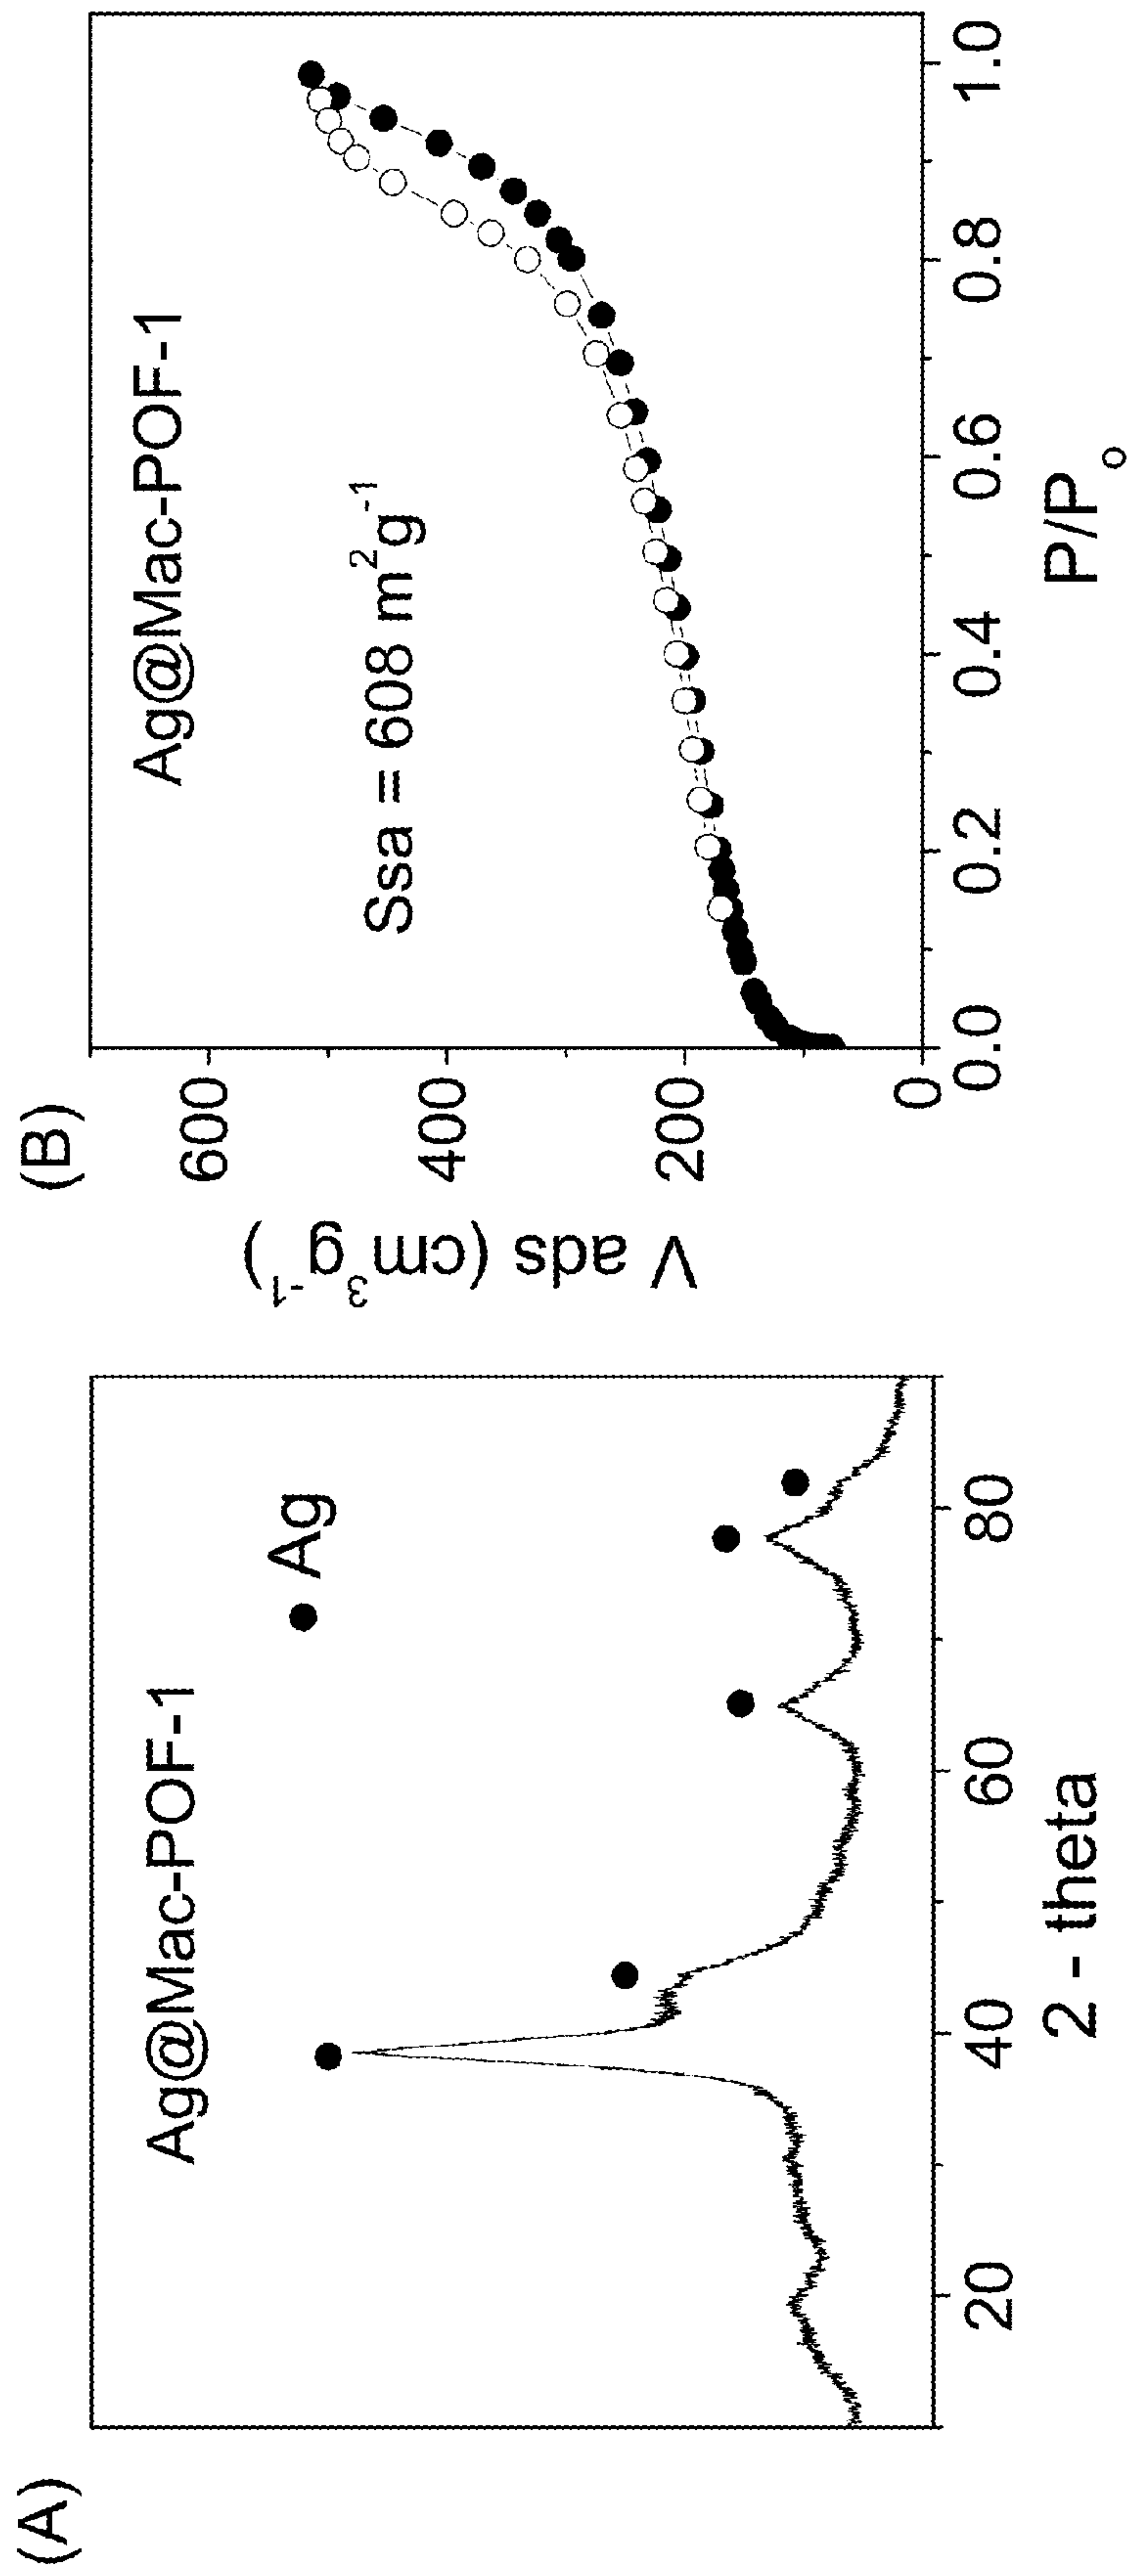 (A)
Ag@Mac-POF-1
● Ag
20 40 60 80
2 - theta
(B)
Ag@Mac-POF-1
Ssa = 608 m²g⁻¹
600
400
200
0
V ads (cm³g⁻¹)
0.0 0.2 0.4 0.6 0.8 1.0
P/Pₒ